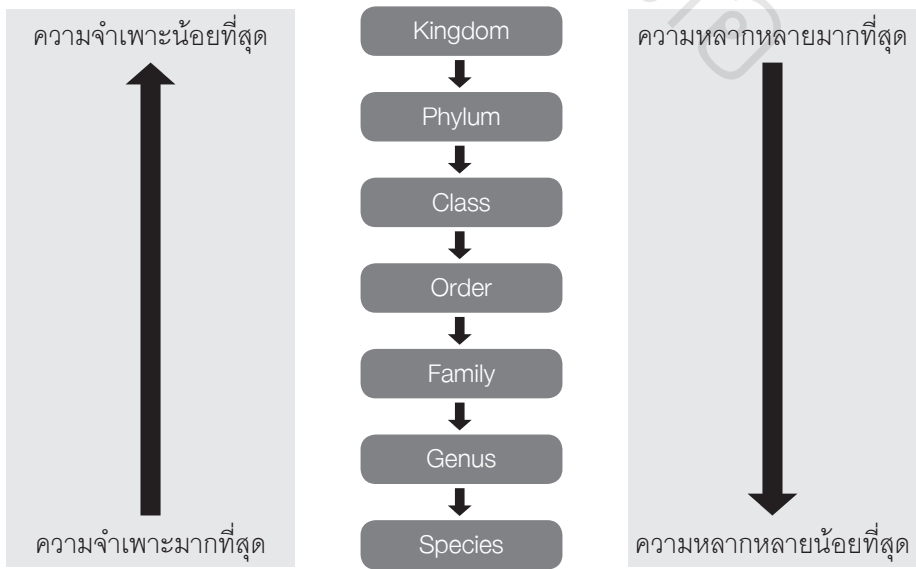 ความจำเพาะน้อยที่สุด
Kingdom
ความหลากหลายมากที่สุด
Phylum
Class
Order
Family
Genus
ความจำเพาะมากที่สุด
Species
ความหลากหลายน้อยที่สุด